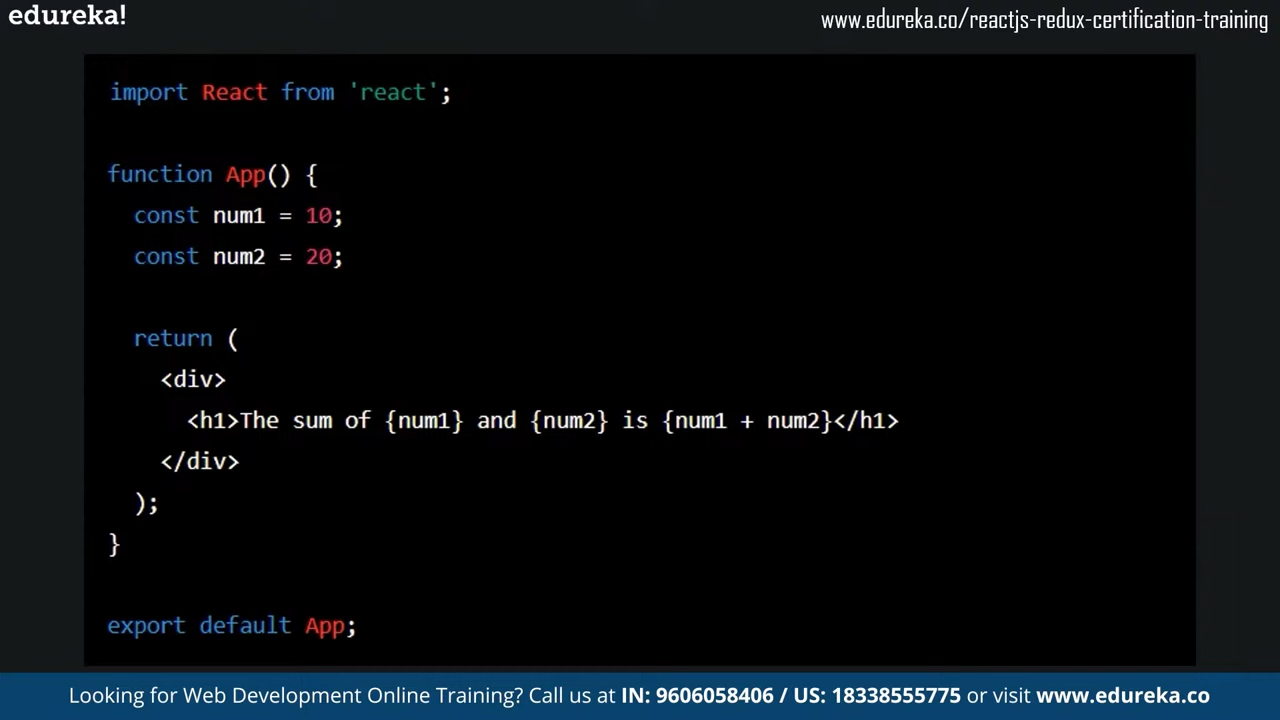 edureka!
www.edureka.co/reactjs-redux-certification-training
import React from 'react';
function App() {
const num1 = 10;
const num2 = 20;
return (
<div>
<h1>The sum of {num1} and {num2} is {num1 + num2}</h1>
</div>
);
}
export default App;
Looking for Web Development Online Training? Call us at IN: 9606058406 / US: 18338555775 or visit www.edureka.co